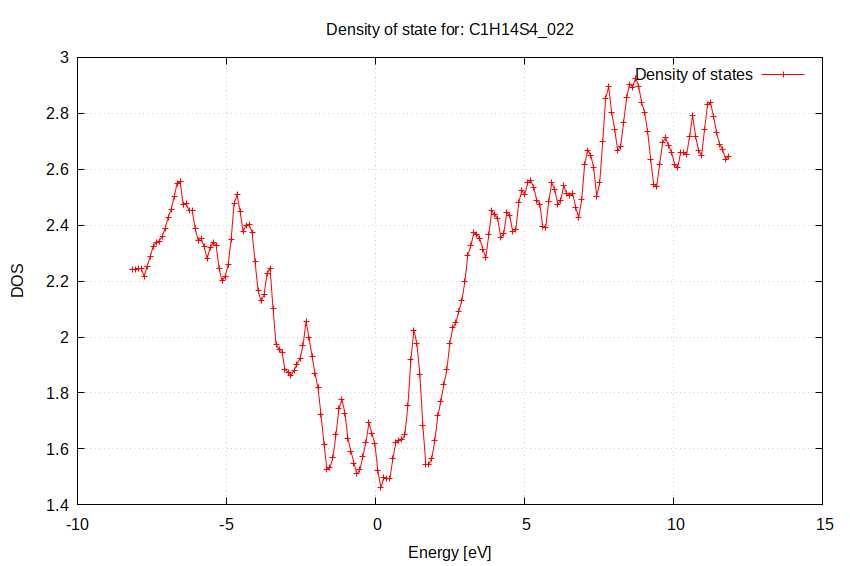 Density of state for: C1H14S4_022
Density of states
3
2.8
2.6
2.4
2.2
2
1.8
1.6
1.4
DOS
-10 -5 0 5 10 15
Energy [eV]